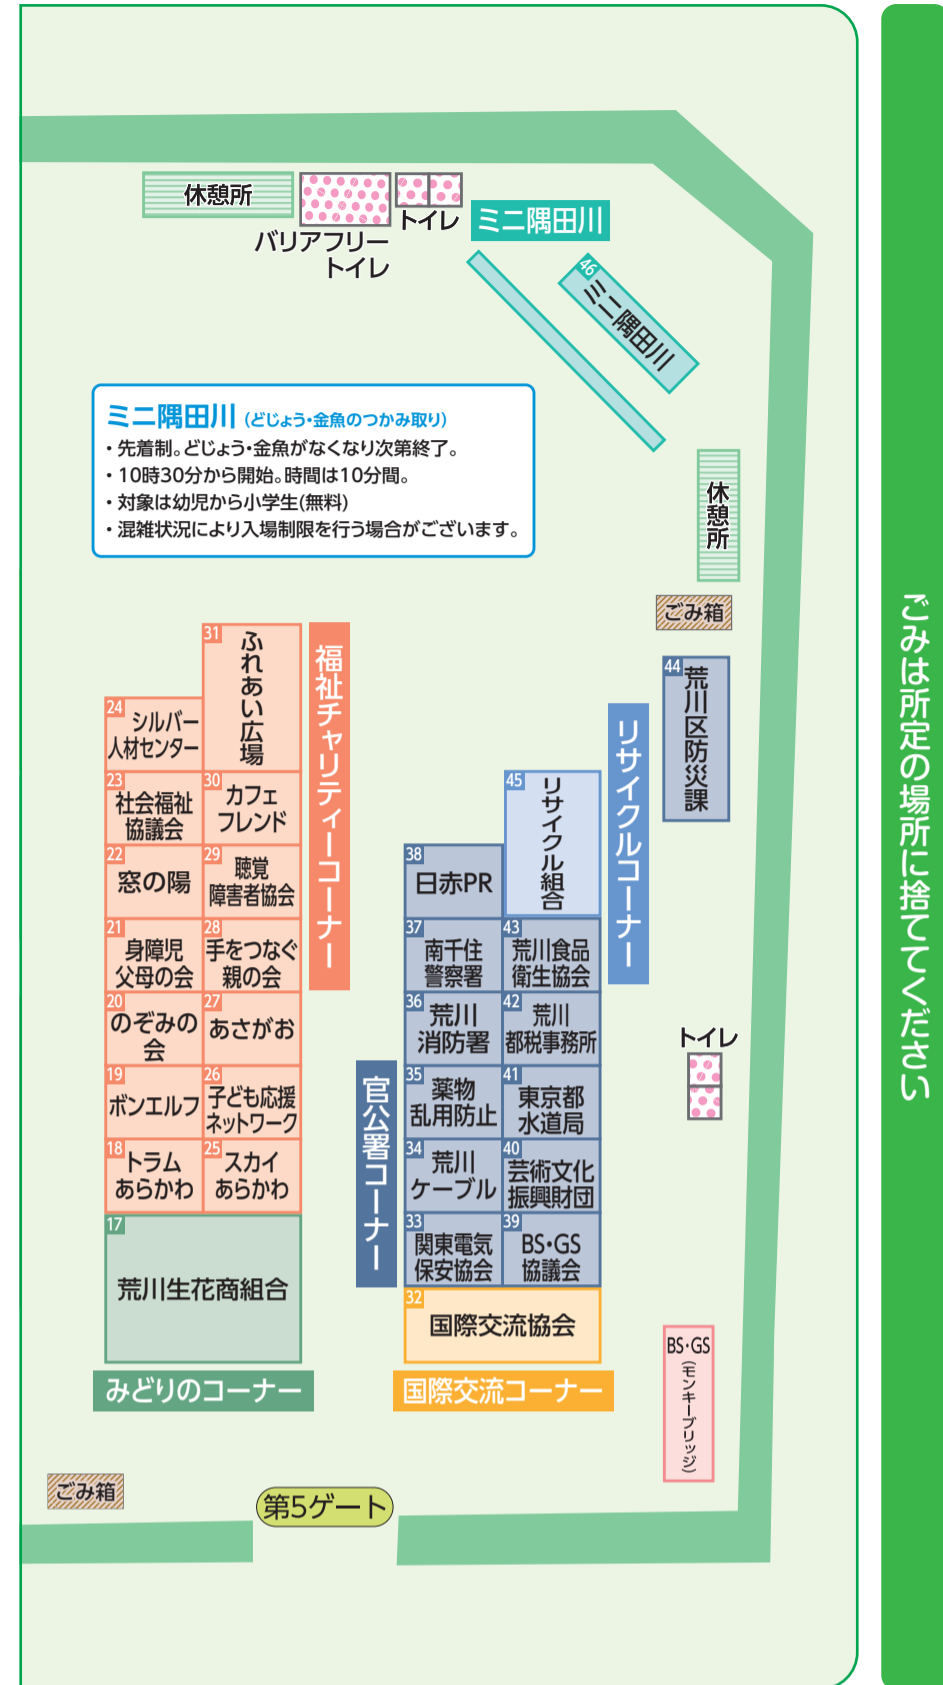 休憩所
バリアフリー
トイレ
トイレ
ミニ隅田川
46
ミニ隅田川
ミニ隅田川(どじょう・金魚のつかみ取り)
・先着制。どじょう・金魚がなくなり次第終了。
・10時30分から開始。時間は10分間。
・対象は幼児から小学生(無料)
・混雑状況により入場制限を行う場合がございます。
休憩所
ごみ箱
44
荒川区防災課
福祉チャリティーコーナー
31
ふれあい広場
24
シルバー
人材センター
23
社会福祉
協議会
30
カフェ
フレンド
22
窓の陽
29
聴覚
障害者協会
21
身障児
父母の会
28
手をつなぐ
親の会
20
のぞみの
会
27
あさがお
19
ボンエルフ
26
子ども応援
ネットワーク
18
トラム
あらかわ
25
スカイ
あらかわ
17
荒川生花商組合
みどりのコーナー
リサイクルコーナー
45
リサイクル組合
38
日赤PR
37
南千住
警察署
43
荒川食品
衛生協会
36
荒川
消防署
42
荒川
都税事務所
官公署コーナー
35
薬物
乱用防止
41
東京都
水道局
34
荒川
ケーブル
40
芸術文化
振興財団
33
関東電気
保安協会
39
BS・GS
協議会
32
国際交流協会
国際交流コーナー
トイレ
BS・GS
(モンキーブリッジ)
ごみ箱
第5ゲート
ごみは所定の場所に捨ててください